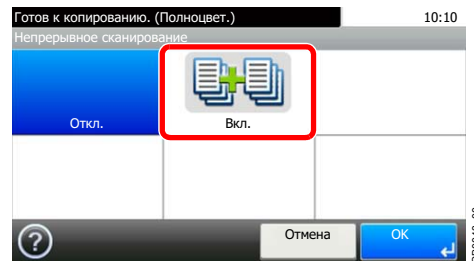 Готов к копированию. (Полноцвет.) 10:10
Непрерывное сканирование
Откл. Вкл.
? Отмена OK